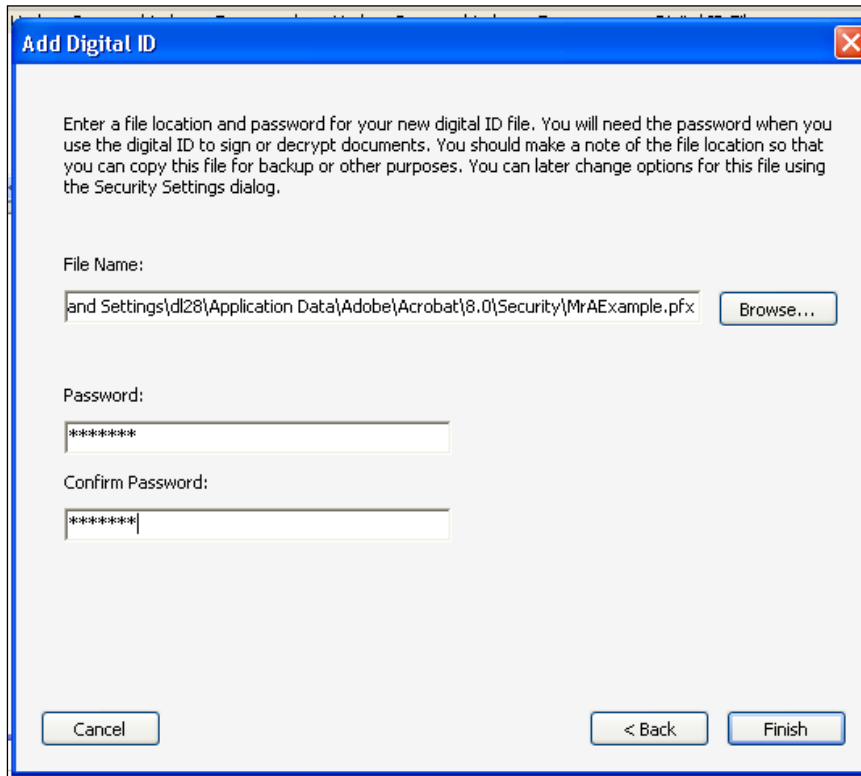 Add Digital ID
Enter a file location and password for your new digital ID file. You will need the password when you
use the digital ID to sign or decrypt documents. You should make a note of the file location so that
you can copy this file for backup or other purposes. You can later change options for this file using
the Security Settings dialog.
File Name:
and Settings\dl28\Application Data\Adobe\Acrobat\8.0\Security\MrAExample.pfx
Browse...
Password:
*******
Confirm Password:
*******
Cancel
< Back
Finish